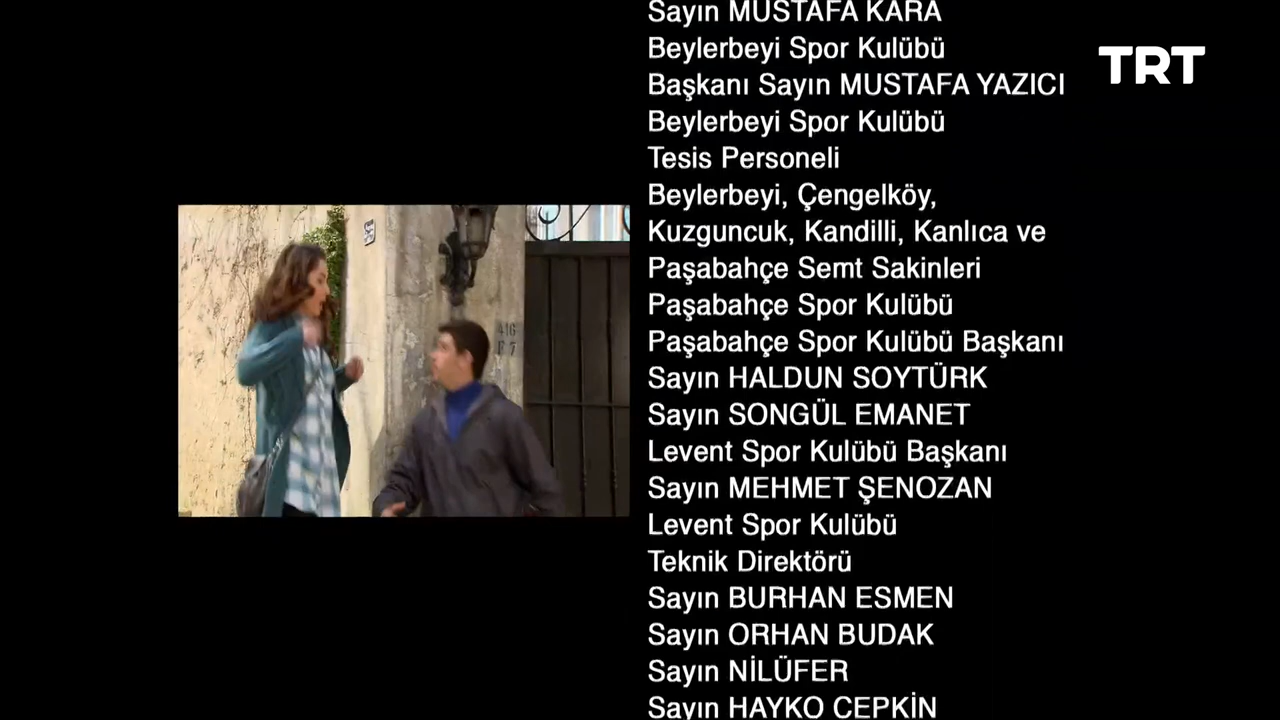 Sayın MUSTAFA KARA
Beylerbeyi Spor Kulübü
Başkanı Sayın MUSTAFA YAZICI
Beylerbeyi Spor Kulübü
Tesis Personeli
Beylerbeyi, Çengelköy,
Kuzguncuk, Kandilli, Kanlıca ve
Paşabahçe Semt Sakinleri
Paşabahçe Spor Kulübü
Paşabahçe Spor Kulübü Başkanı
Sayın HALDUN SOYTÜRK
Sayın SONGÜL EMANET
Levent Spor Kulübü Başkanı
Sayın MEHMET ŞENOZAN
Levent Spor Kulübü
Teknik Direktörü
Sayın BURHAN ESMEN
Sayın ORHAN BUDAK
Sayın NİLÜFER
Sayın HAYKO CEPKİN
TRT